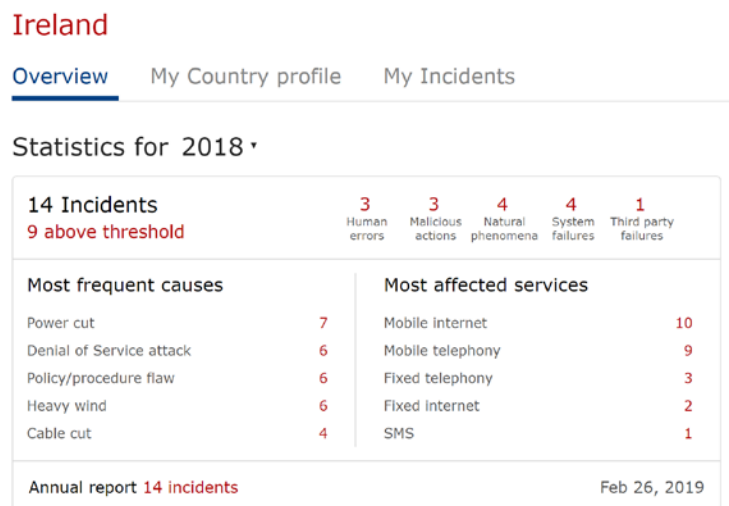 Ireland
Overview My Country profile My Incidents
Statistics for 2018
14 Incidents
9 above threshold
3 Human errors
3 Malicious actions
4 Natural phenomena
4 System failures
1 Third party failures
Most frequent causes
Power cut 7
Denial of Service attack 6
Policy/procedure flaw 6
Heavy wind 6
Cable cut 4
Most affected services
Mobile internet 10
Mobile telephony 9
Fixed telephony 3
Fixed internet 2
SMS 1
Annual report 14 incidents Feb 26, 2019